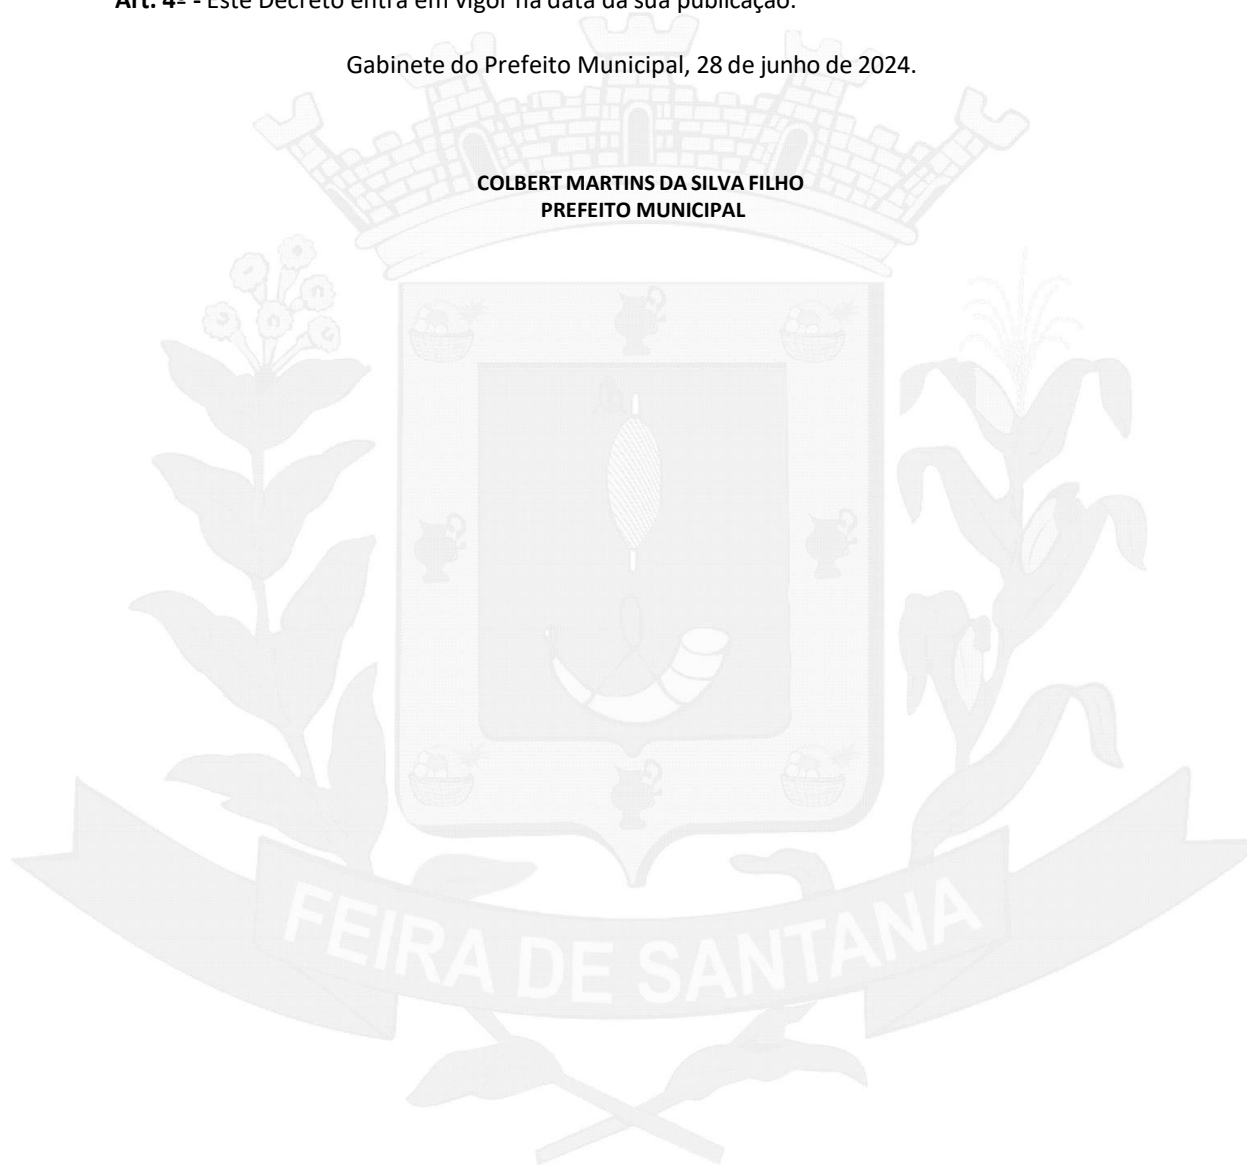 Art. 4º - Este Decreto entra em vigor na data da sua publicação.
Gabinete do Prefeito Municipal, 28 de junho de 2024.
COLBERT MARTINS DA SILVA FILHO
PREFEITO MUNICIPAL
FEIRA DE SANTANA